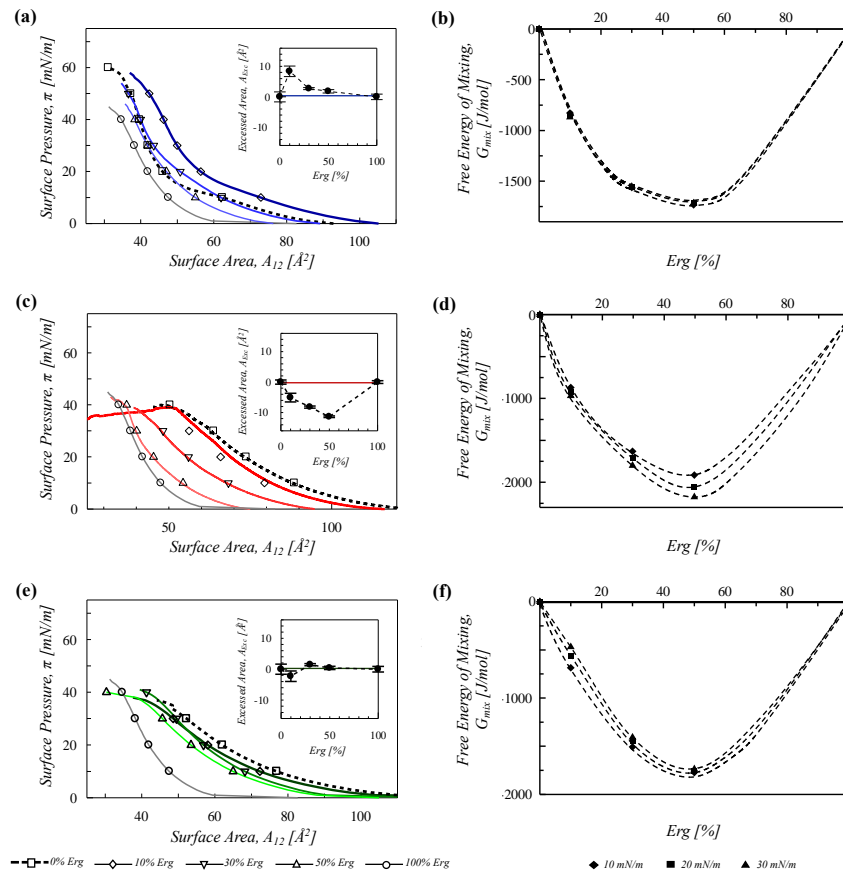 (a)
Surface Pressure, π [mN/m]
80
60
40
20
0
40
60
80
100
Surface Area, A12 [Å²]
Excessed Area, AExc [Å²]
10
0
-10
0
50
100
Erg [%]
(b)
Free Energy of Mixing,
Gmix [J/mol]
20
40
60
80
0
-500
-1000
-1500
Erg [%]
(c)
Surface Pressure, π [mN/m]
60
40
20
0
50
100
Surface Area, A12 [Å²]
Excessed Area, AExc [Å²]
10
0
-10
0
50
100
Erg [%]
(d)
Free Energy of Mixing,
Gmix [J/mol]
20
40
60
80
0
-1000
-2000
Erg [%]
(e)
Surface Pressure, π [mN/m]
60
40
20
0
40
60
80
100
Surface Area, A12 [Å²]
Excessed Area, AExc [Å²]
10
0
-10
0
50
100
Erg [%]
(f)
Free Energy of Mixing,
Gmix [J/mol]
20
40
60
80
0
-1000
-2000
Erg [%]
0% Erg 10% Erg 30% Erg 50% Erg 100% Erg
10 mN/m 20 mN/m 30 mN/m